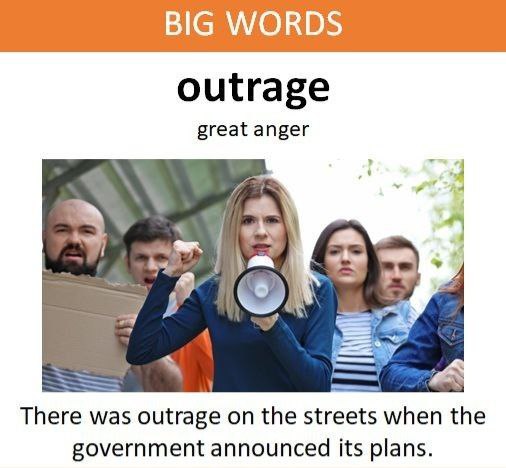 BIG WORDS
outrage
great anger
There was outrage on the streets when the
government announced its plans.